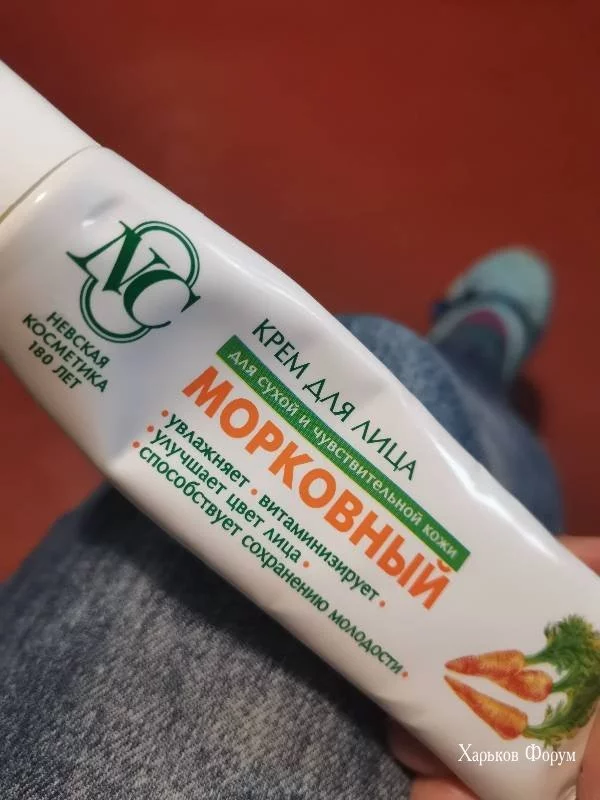 NC
НЕВСКАЯ
КОСМЕТИКА
180 ЛЕТ
КРЕМ ДЛЯ ЛИЦА
ДЛЯ СУХОЙ И ЧУВСТВИТЕЛЬНОЙ КОЖИ
МОРКОВНЫЙ
• УВЛАЖНЯЕТ • ВИТАМИНИЗИРУЕТ •
• УЛУЧШАЕТ ЦВЕТ ЛИЦА •
• СПОСОБСТВУЕТ СОХРАНЕНИЮ МОЛОДОСТИ •
Харьков Форум